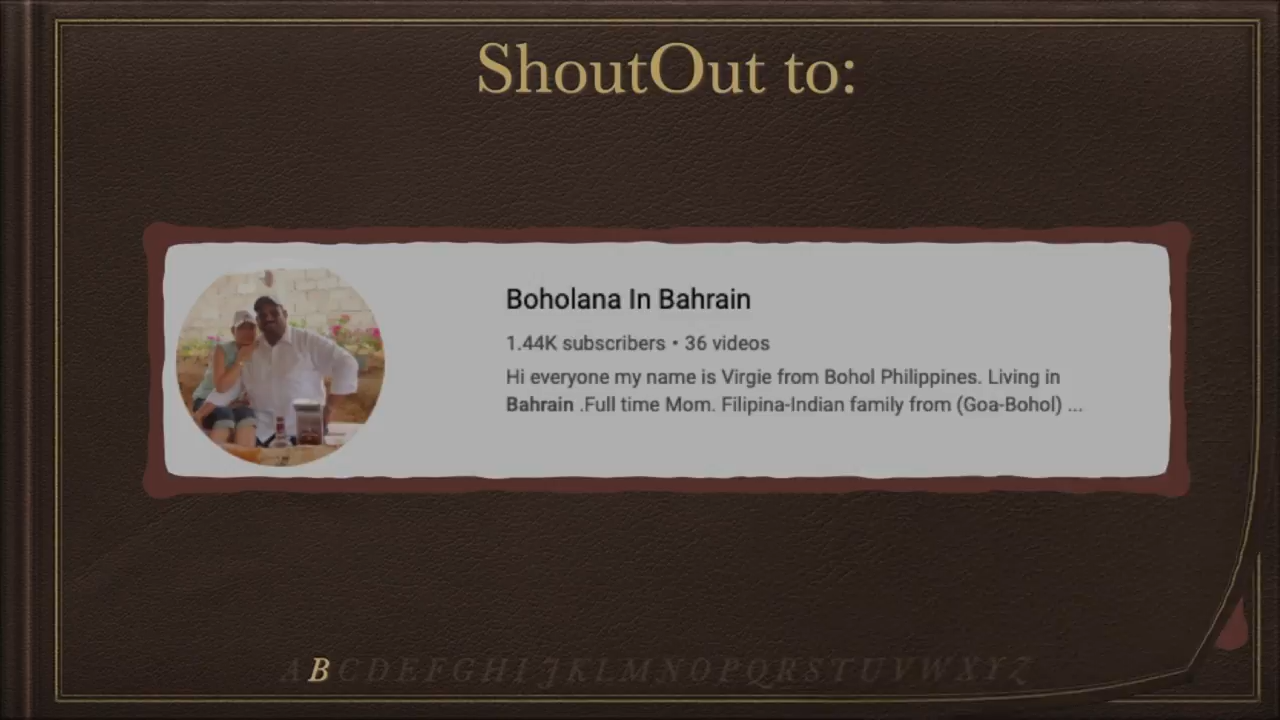 ShoutOut to:
Boholana In Bahrain
1.44K subscribers • 36 videos
Hi everyone my name is Virgie from Bohol Philippines. Living in
Bahrain .Full time Mom. Filipina-Indian family from (Goa-Bohol) ...
A B C D E F G H I J K L M N O P Q R S T U V W X Y Z